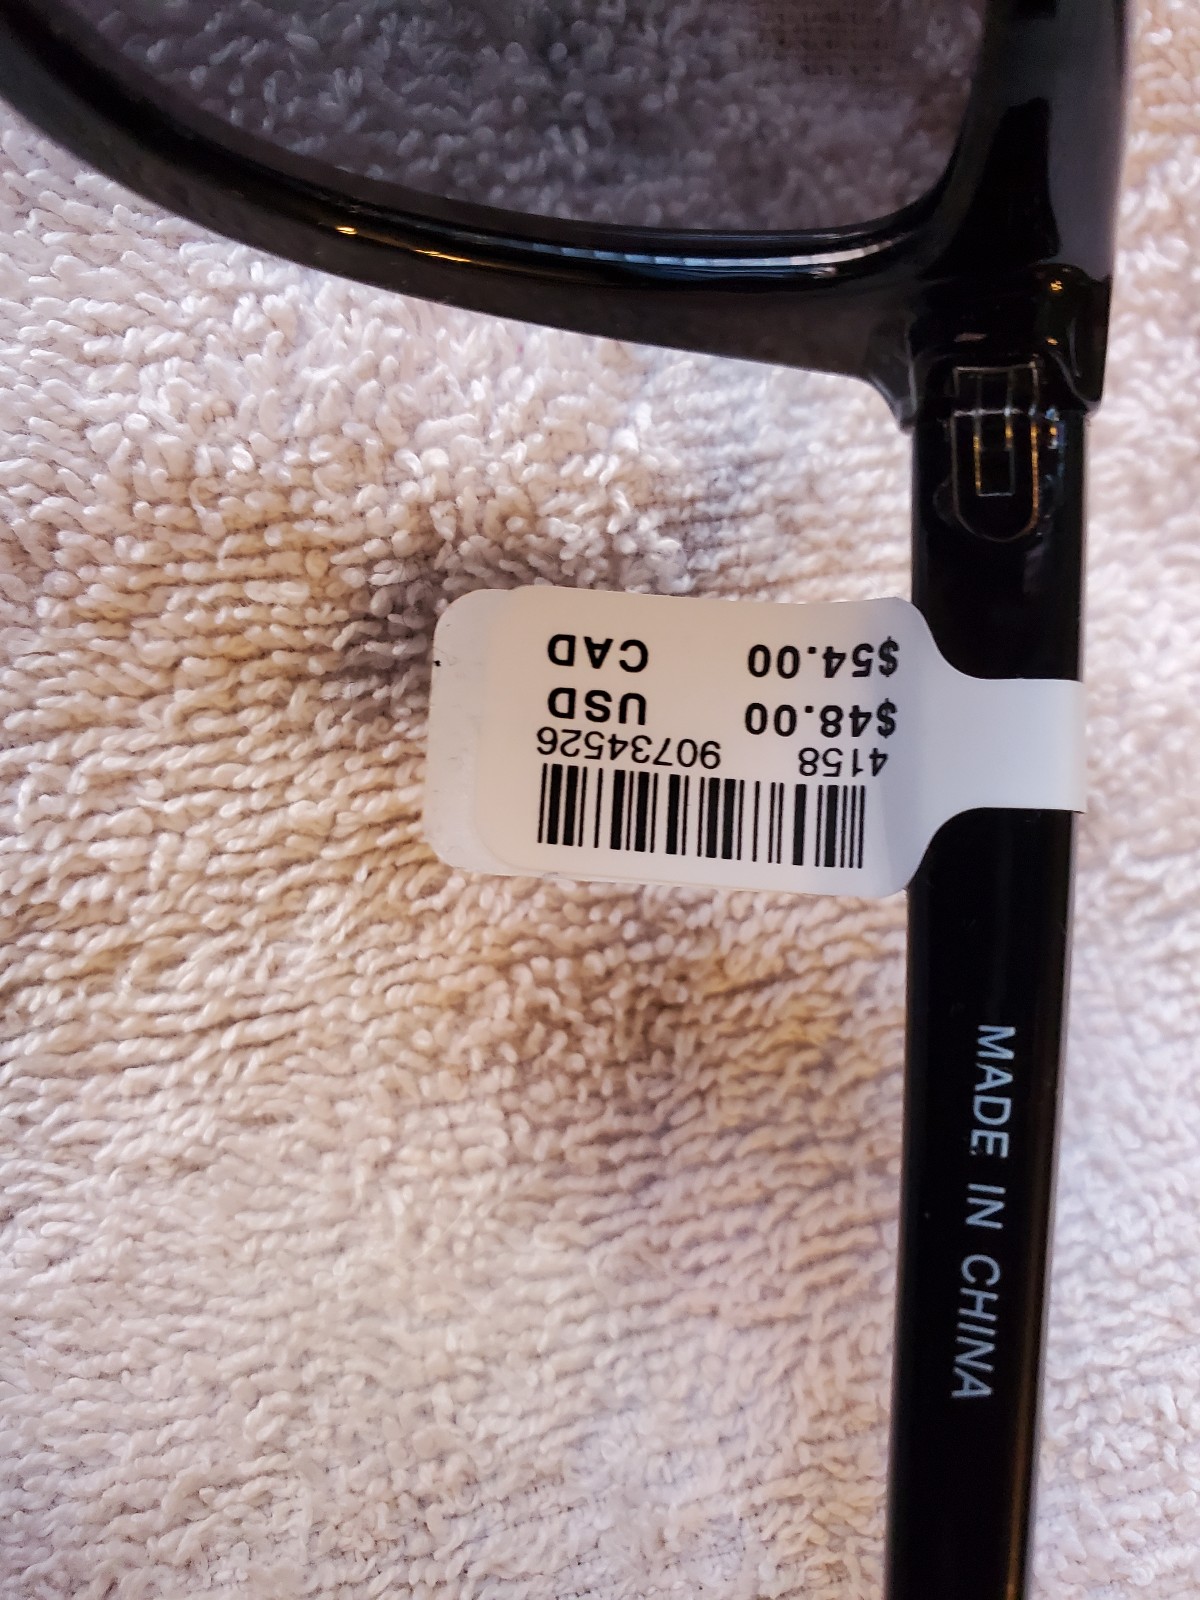 4158 90734526
$48.00 USD
$54.00 CAD
MADE IN CHINA